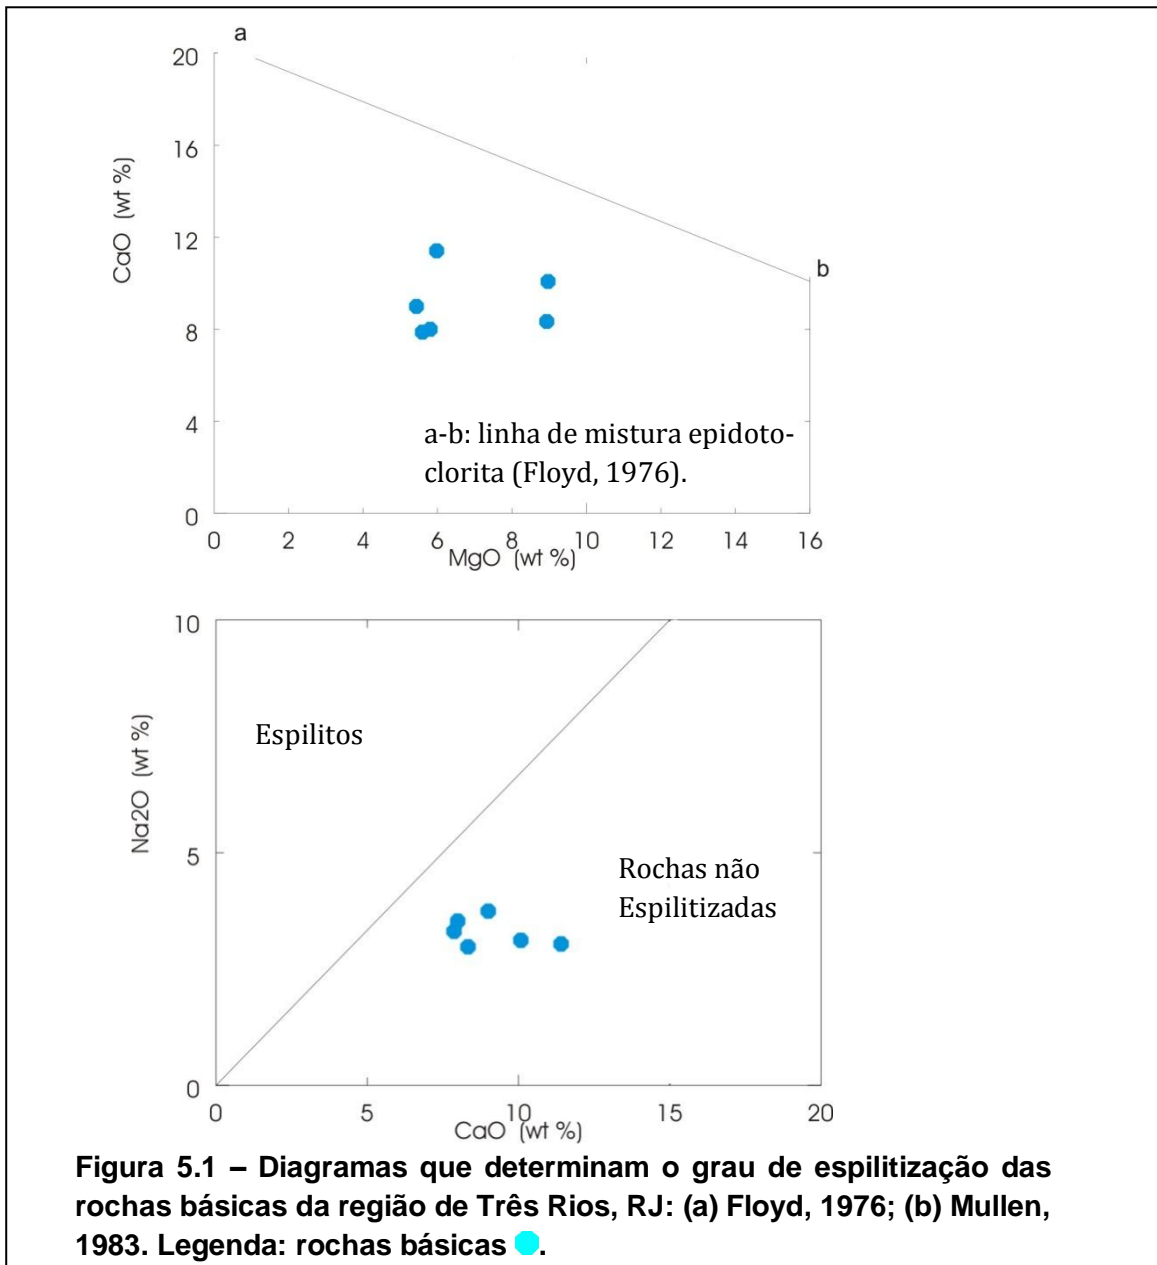 a
20
16
12
8
4
0
CaO (wt %)
b
a-b: linha de mistura epidoto-
clorita (Floyd, 1976).
0 2 4 6 8 10 12 14 16
MgO (wt %)
10
5
0
Na2O (wt %)
Espilitos
Rochas não
Espilitizadas
0 5 10 15 20
CaO (wt %)
Figura 5.1 – Diagramas que determinam o grau de espilitização das
rochas básicas da região de Três Rios, RJ: (a) Floyd, 1976; (b) Mullen,
1983. Legenda: rochas básicas .